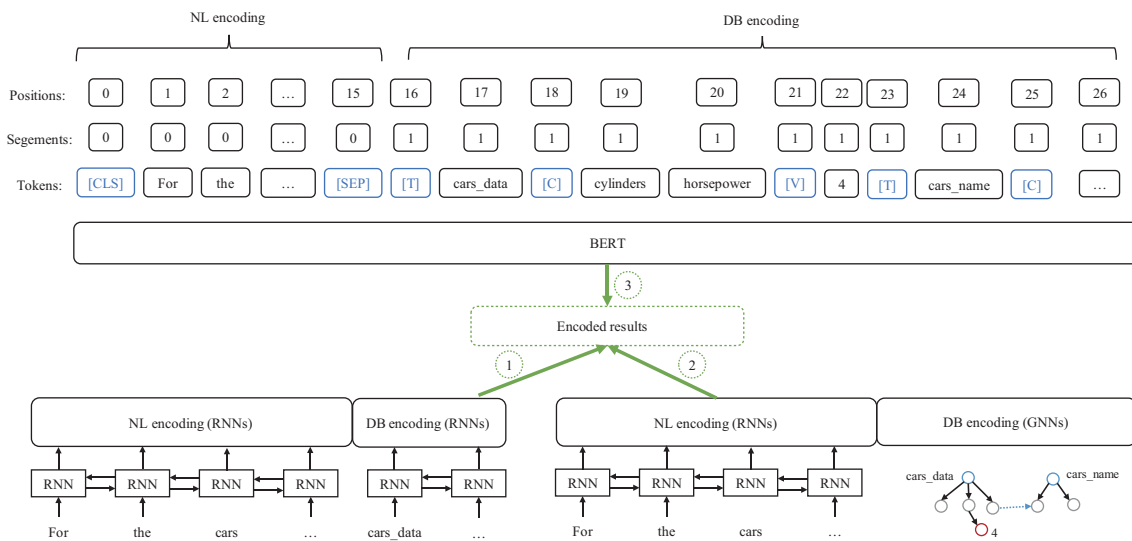 NL encoding DB encoding
Positions: 0 1 2 … 15 16 17 18 19 20 21 22 23 24 25 26
Segements: 0 0 0 … 0 1 1 1 1 1 1 1 1 1 1 1
Tokens: [CLS] For the … [SEP] [T] cars_data [C] cylinders horsepower [V] 4 [T] cars_name [C] …
BERT
3
Encoded results
1 2
NL encoding (RNNs) DB encoding (RNNs) NL encoding (RNNs) DB encoding (GNNs)
RNN RNN RNN RNN RNN RNN RNN RNN RNN RNN cars_data cars_name
For the cars … cars_data … For the cars … 4